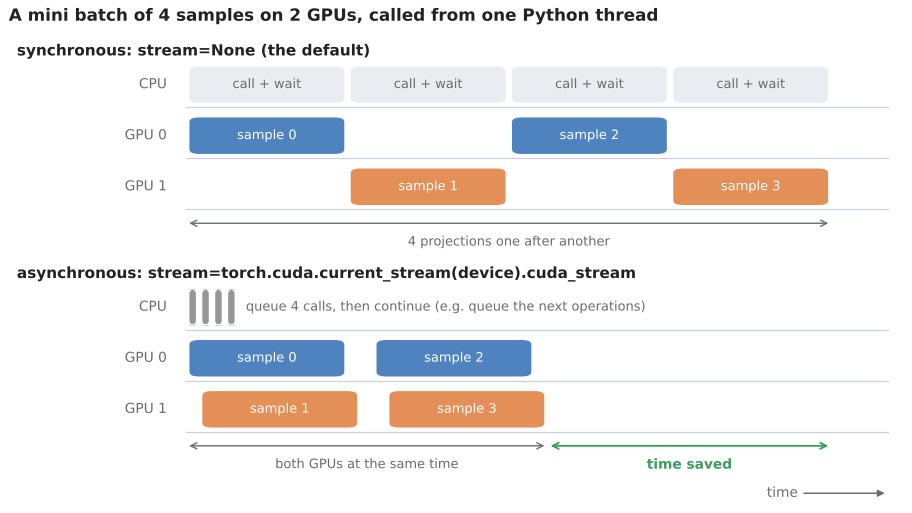 A mini batch of 4 samples on 2 GPUs, called from one Python thread
synchronous: stream=None (the default)
CPU call + wait call + wait call + wait call + wait
GPU 0 sample 0 sample 2
GPU 1 sample 1 sample 3
4 projections one after another
asynchronous: stream=torch.cuda.current_stream(device).cuda_stream
CPU queue 4 calls, then continue (e.g. queue the next operations)
GPU 0 sample 0 sample 2
GPU 1 sample 1 sample 3
both GPUs at the same time time saved
time